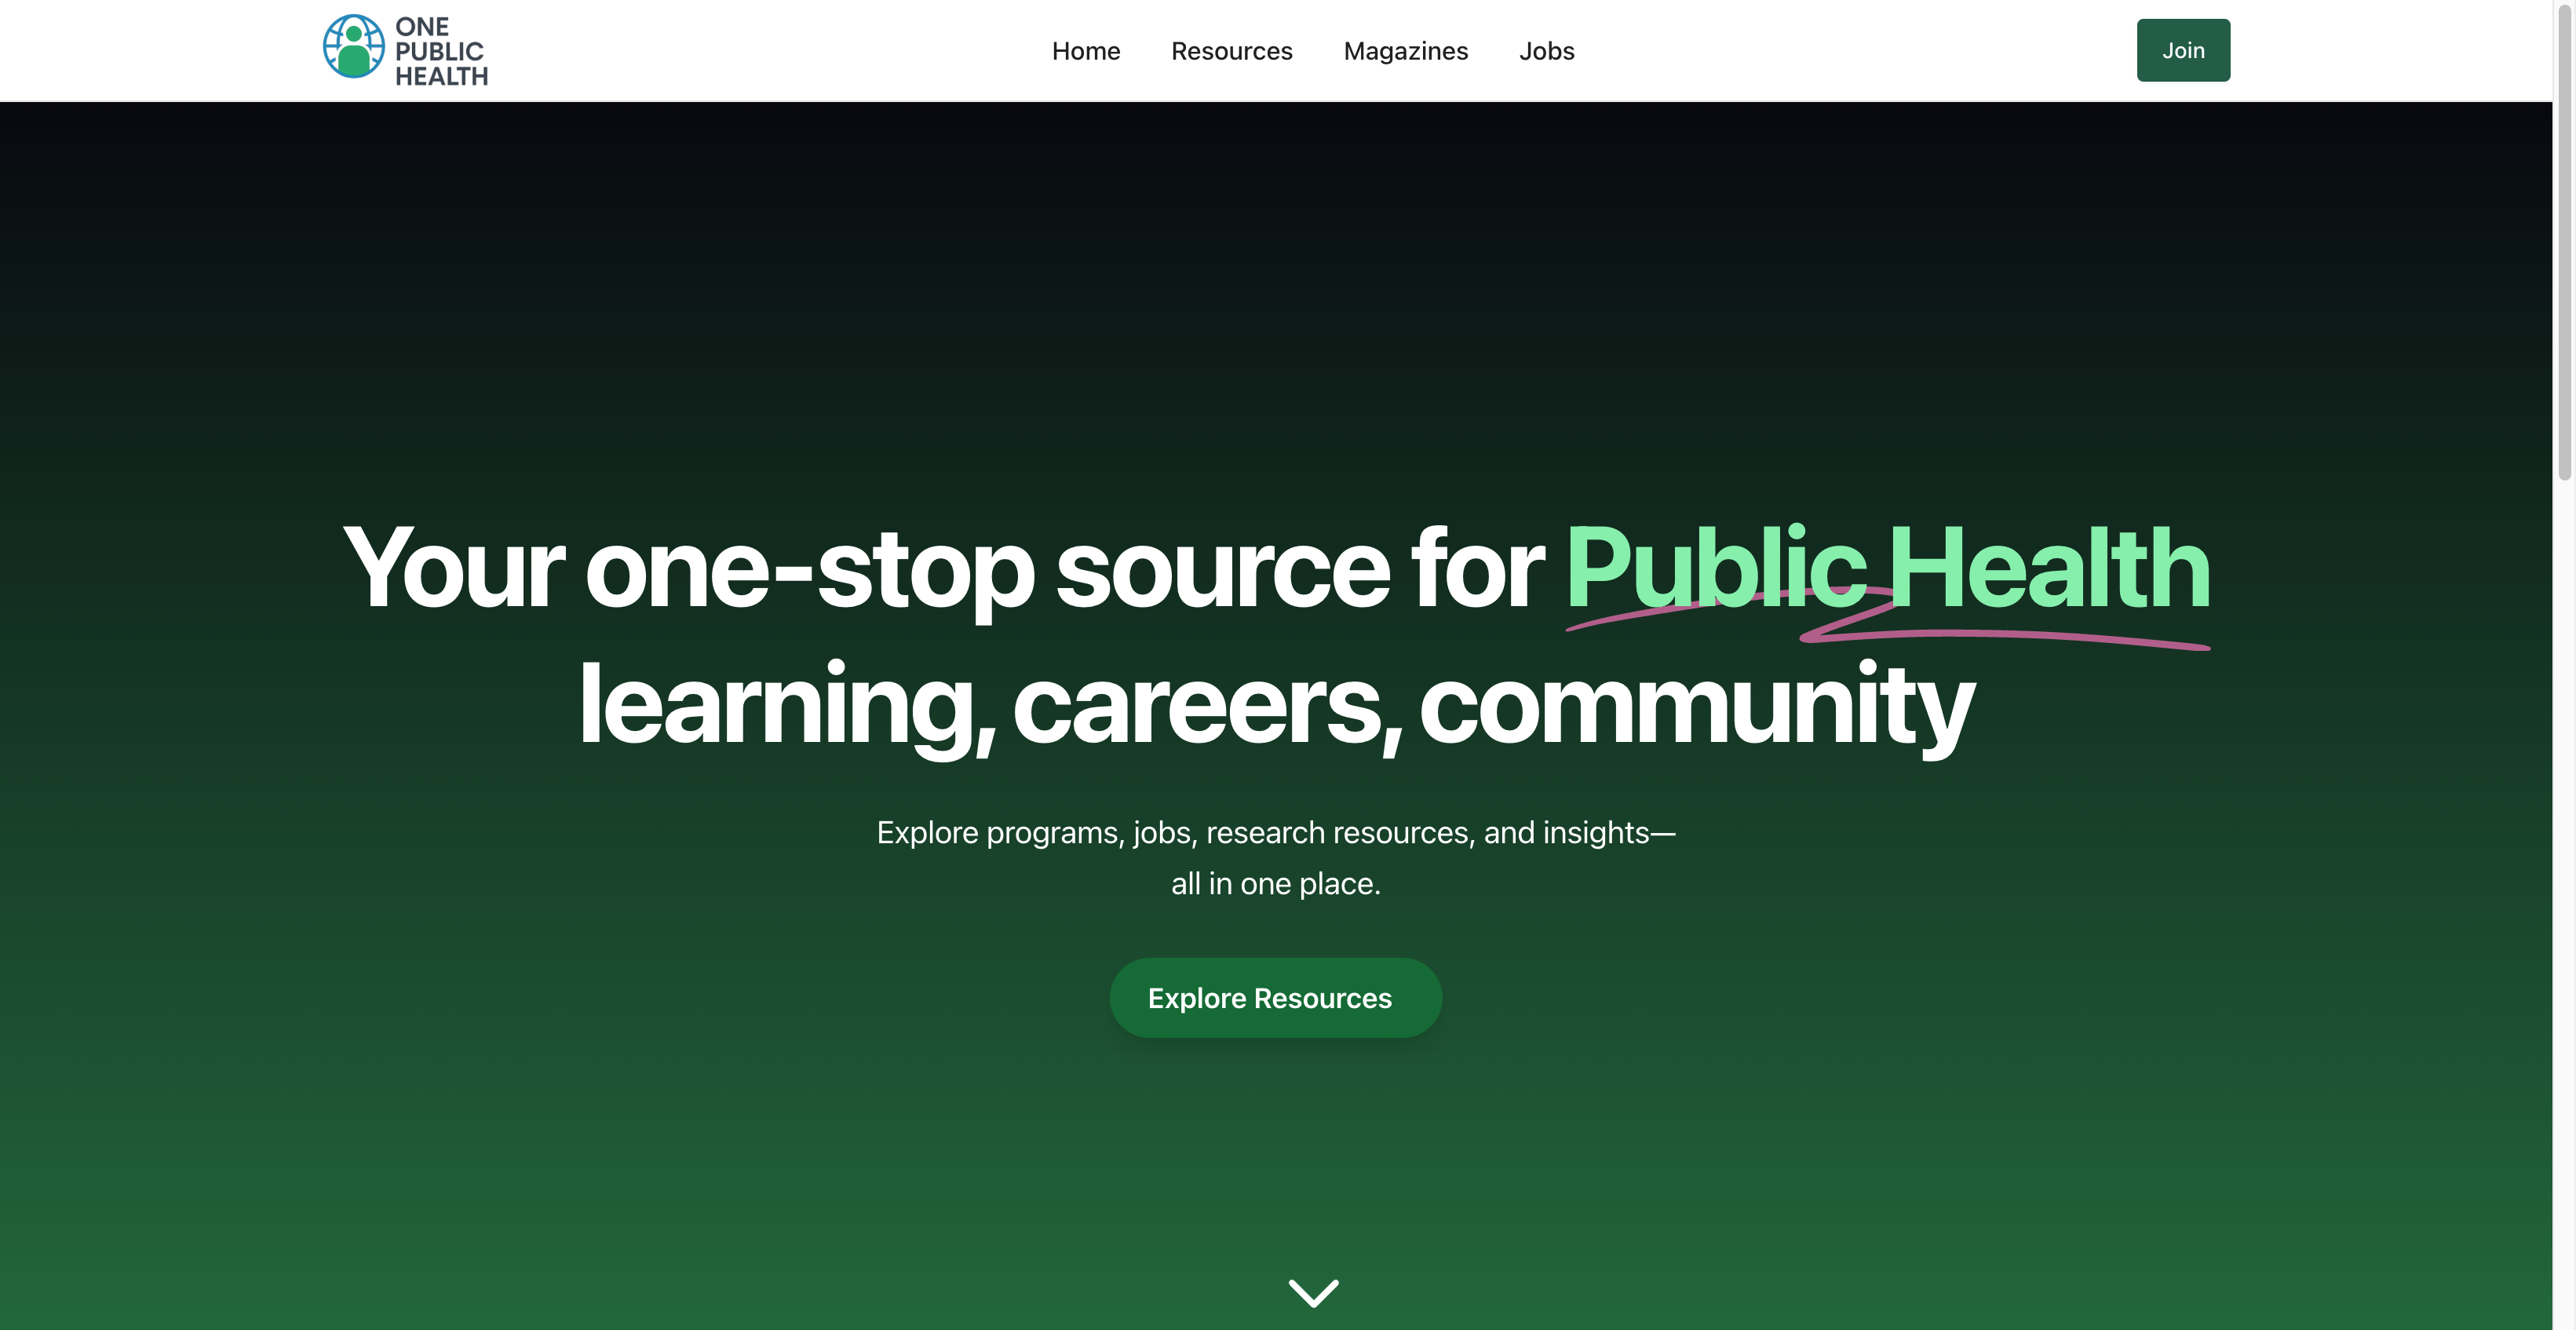 ONE
PUBLIC
HEALTH
Home
Resources
Magazines
Jobs
Join
Your one-stop source for Public Health
learning, careers, community
Explore programs, jobs, research resources, and insights—
all in one place.
Explore Resources